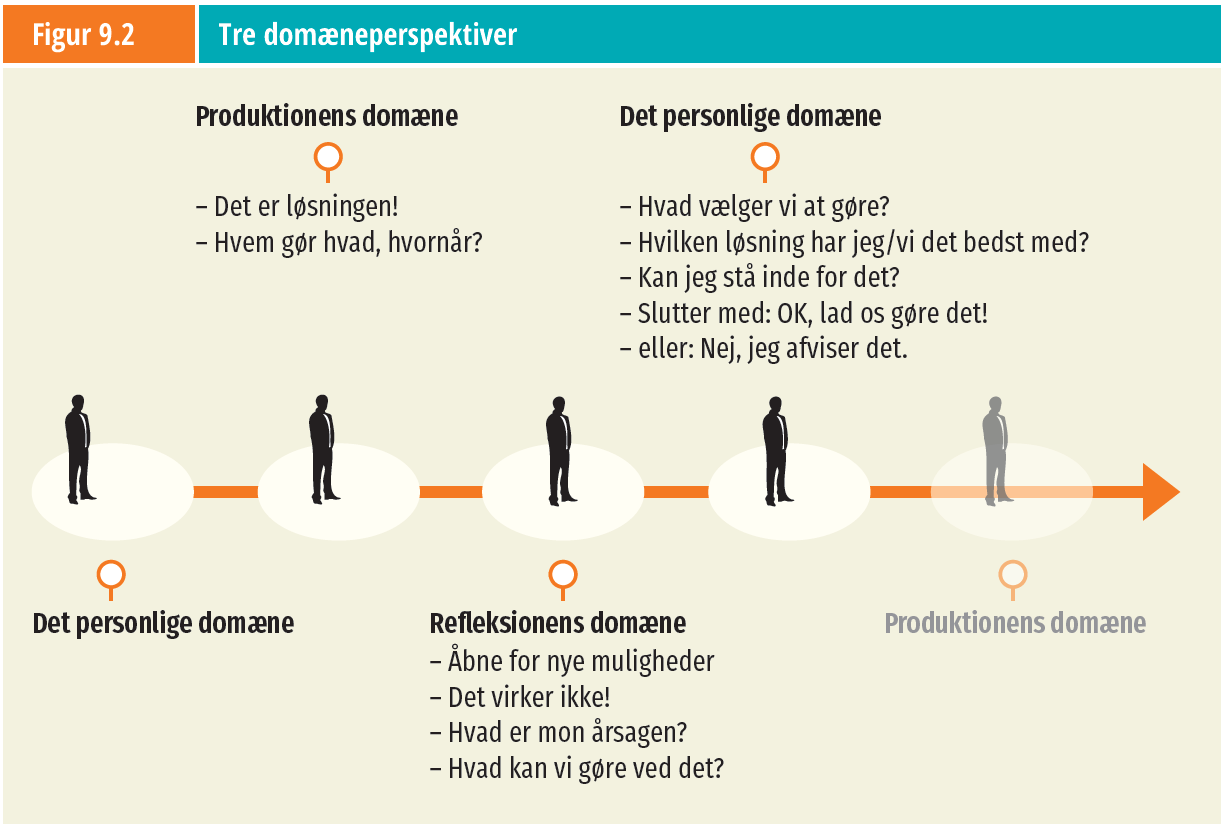 Figur 9.2
Tre domæneperspektiver
Produktionens domæne
– Det er løsningen!
– Hvem gør hvad, hvornår?
Det personlige domæne
– Hvad vælger vi at gøre?
– Hvilken løsning har jeg/vi det bedst med?
– Kan jeg stå inde for det?
– Slutter med: OK, lad os gøre det!
– eller: Nej, jeg afviser det.
Det personlige domæne
Refleksionens domæne
– Åbne for nye muligheder
– Det virker ikke!
– Hvad er mon årsagen?
– Hvad kan vi gøre ved det?
Produktionens domæne